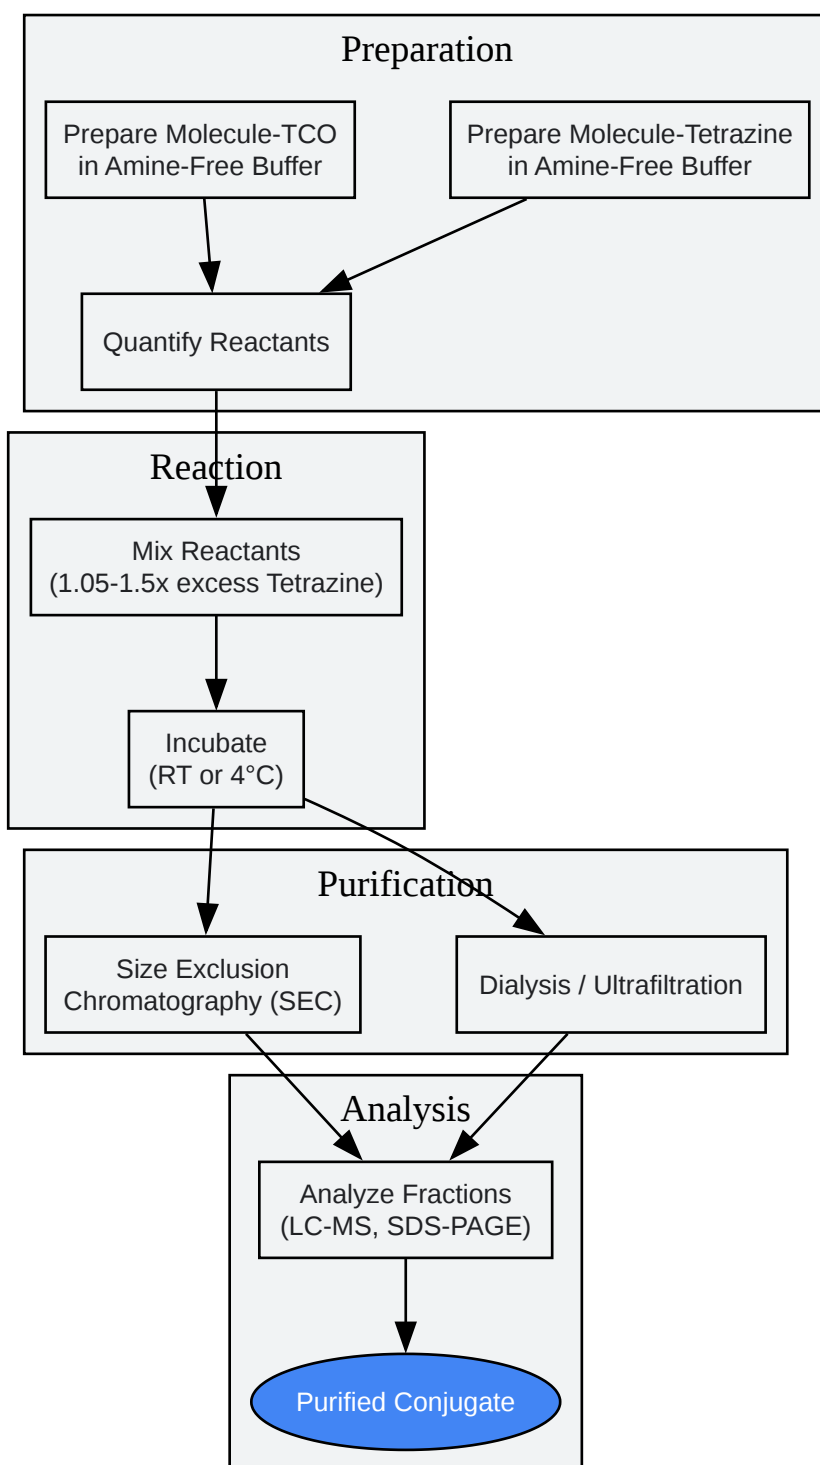 Preparation
Prepare Molecule-TCO
in Amine-Free Buffer
Prepare Molecule-Tetrazine
in Amine-Free Buffer
Quantify Reactants
Reaction
Mix Reactants
(1.05-1.5x excess Tetrazine)
Incubate
(RT or 4°C)
Purification
Size Exclusion
Chromatography (SEC)
Dialysis / Ultrafiltration
Analysis
Analyze Fractions
(LC-MS, SDS-PAGE)
Purified Conjugate